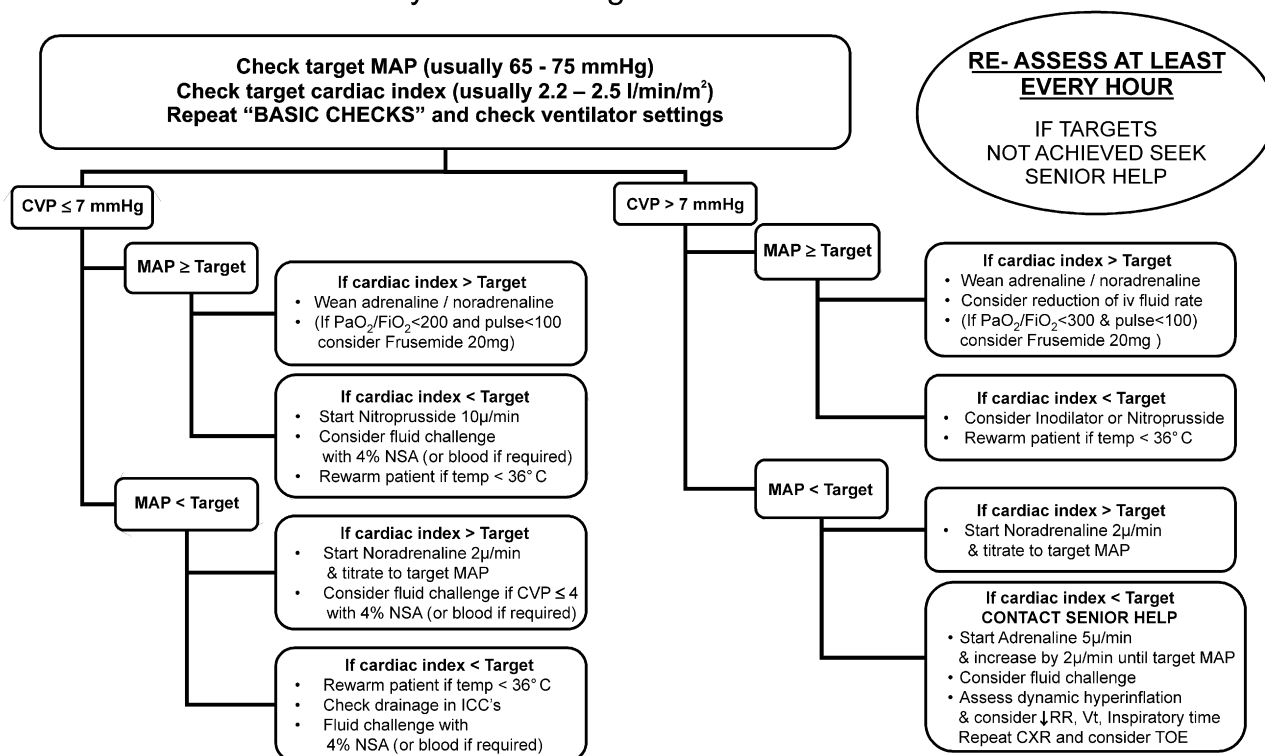 Check target MAP (usually 65 - 75 mmHg)
Check target cardiac index (usually 2.2 – 2.5 l/min/m²)
Repeat “BASIC CHECKS” and check ventilator settings
RE- ASSESS AT LEAST
EVERY HOUR
IF TARGETS
NOT ACHIEVED SEEK
SENIOR HELP
CVP ≤ 7 mmHg
MAP ≥ Target
If cardiac index > Target
• Wean adrenaline / noradrenaline
• (If PaO₂/FiO₂<200 and pulse<100
consider Frusemide 20mg)
If cardiac index < Target
• Start Nitroprusside 10µ/min
• Consider fluid challenge
with 4% NSA (or blood if required)
• Rewarm patient if temp < 36° C
MAP < Target
If cardiac index > Target
• Start Noradrenaline 2µ/min
& titrate to target MAP
• Consider fluid challenge if CVP ≤ 4
with 4% NSA (or blood if required)
If cardiac index < Target
• Rewarm patient if temp < 36° C
• Check drainage in ICC's
• Fluid challenge with
4% NSA (or blood if required)
CVP > 7 mmHg
MAP ≥ Target
If cardiac index > Target
• Wean adrenaline / noradrenaline
• Consider reduction of iv fluid rate
• (If PaO₂/FiO₂<300 & pulse<100)
consider Frusemide 20mg )
If cardiac index < Target
• Consider Inodilator or Nitroprusside
• Rewarm patient if temp < 36° C
MAP < Target
If cardiac index > Target
• Start Noradrenaline 2µ/min
& titrate to target MAP
If cardiac index < Target
CONTACT SENIOR HELP
• Start Adrenaline 5µ/min
& increase by 2µ/min until target MAP
• Consider fluid challenge
• Assess dynamic hyperinflation
& consider ↓RR, Vt, Inspiratory time
Repeat CXR and consider TOE